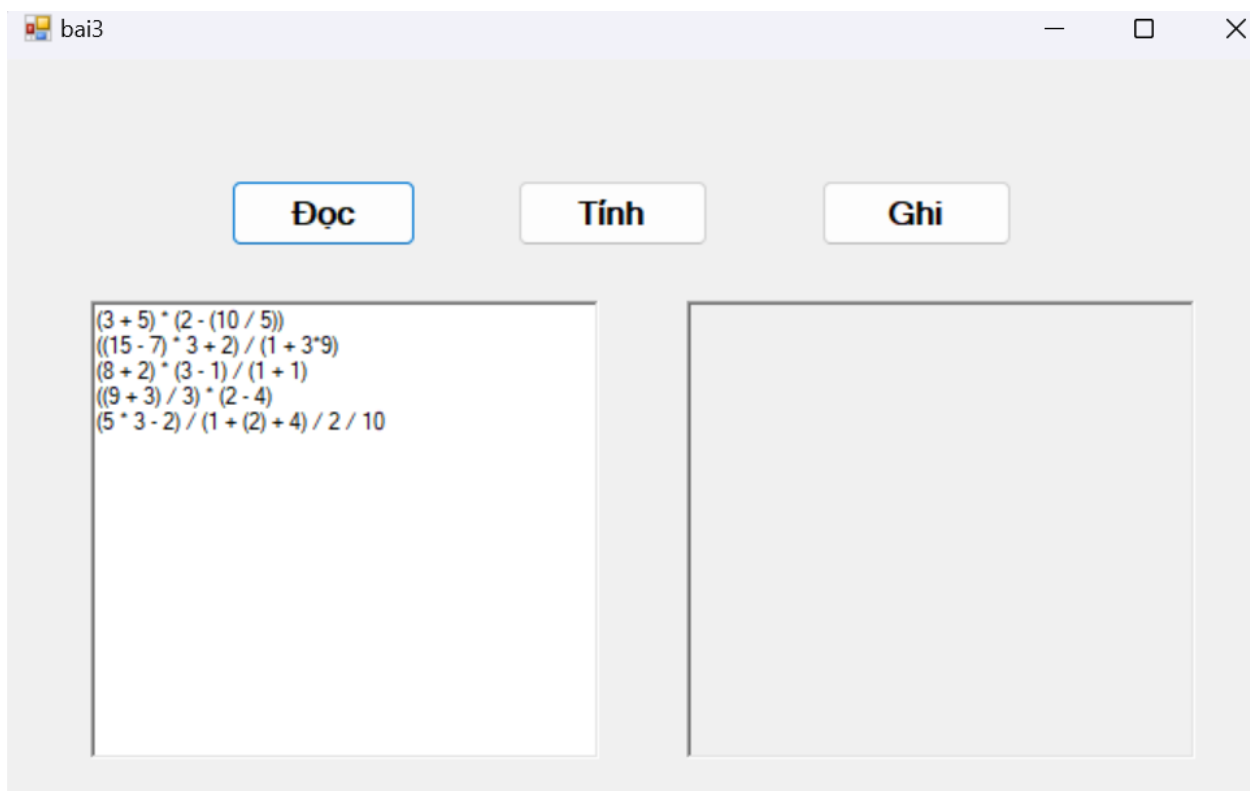 bai3
Đọc Tính Ghi
(3 + 5) * (2 - (10 / 5))
((15 - 7) * 3 + 2) / (1 + 3*9)
(8 + 2) * (3 - 1) / (1 + 1)
((9 + 3) / 3) * (2 - 4)
(5 * 3 - 2) / (1 + (2) + 4) / 2 / 10